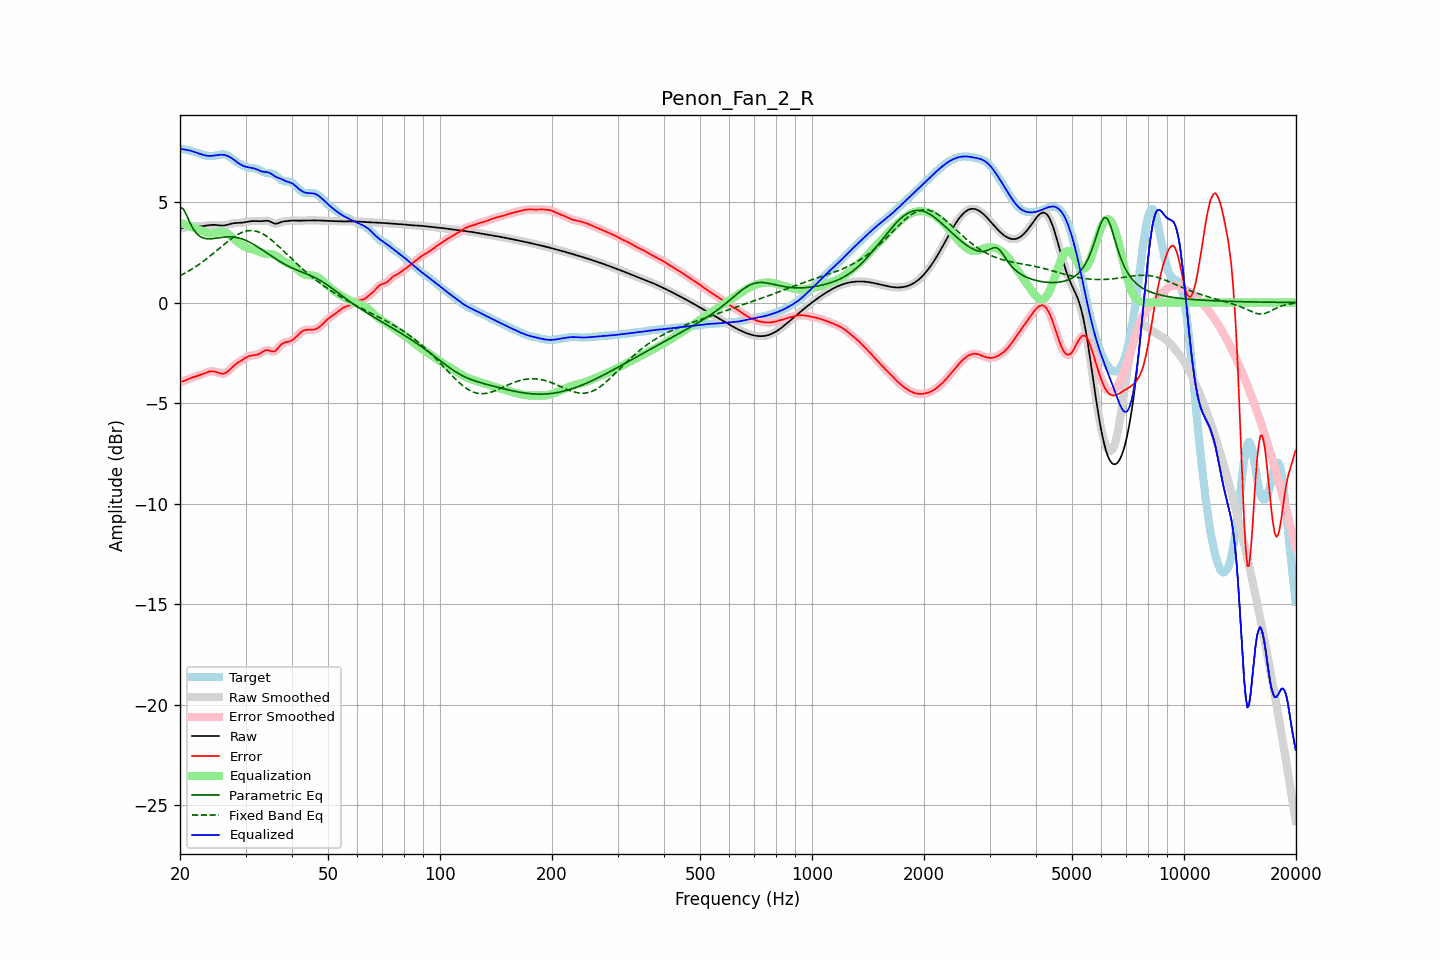 Penon_Fan_2_R
Amplitude (dBr)
5
0
−5
−10
−15
−20
−25
Target
Raw Smoothed
Error Smoothed
Raw
Error
Equalization
Parametric Eq
Fixed Band Eq
Equalized
20 50 100 200 500 1000 2000 5000 10000 20000
Frequency (Hz)